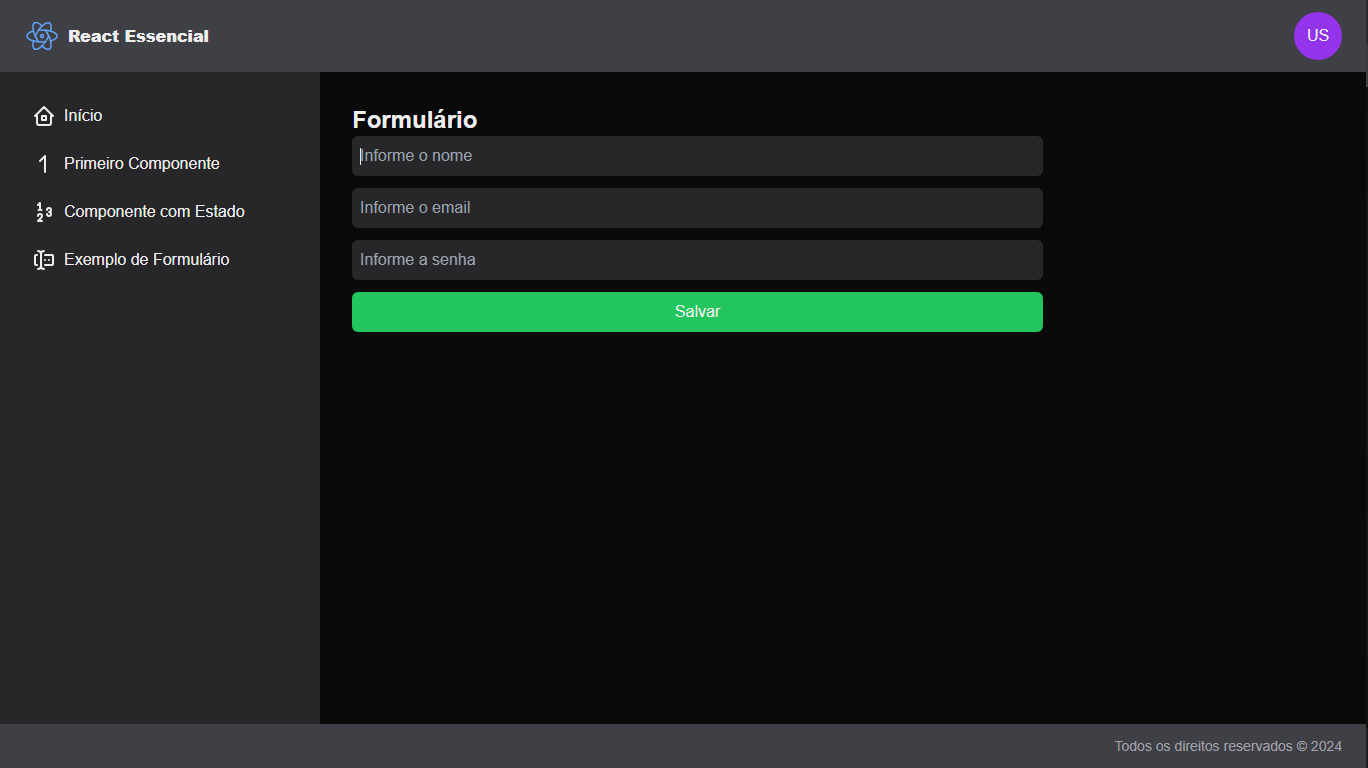 React Essencial
US
Início
Primeiro Componente
Componente com Estado
Exemplo de Formulário
Formulário
Informe o nome
Informe o email
Informe a senha
Salvar
Todos os direitos reservados © 2024